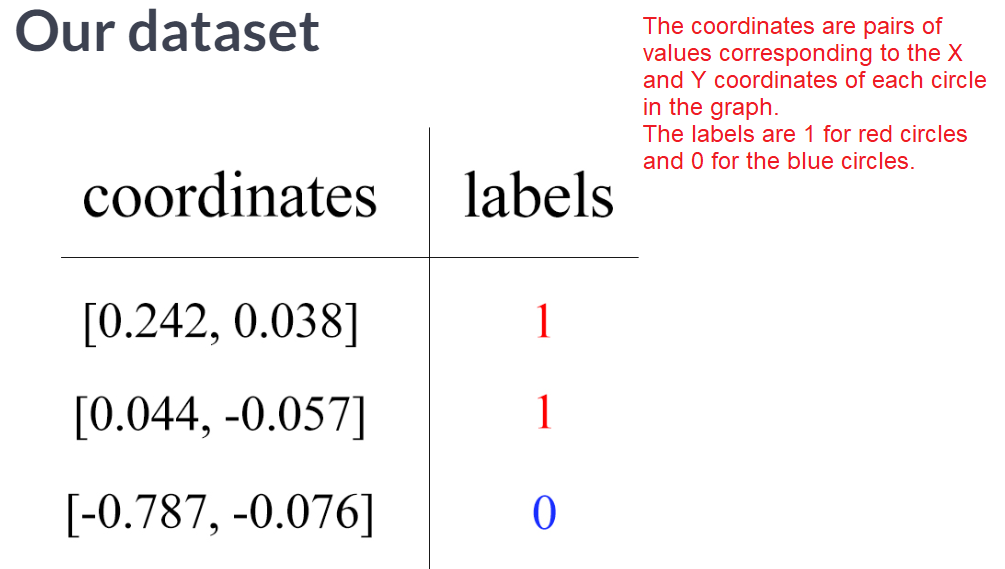 Our dataset
The coordinates are pairs of
values corresponding to the X
and Y coordinates of each circle
in the graph.
The labels are 1 for red circles
and 0 for the blue circles.
coordinates labels
[0.242, 0.038] 1
[0.044, -0.057] 1
[-0.787, -0.076] 0